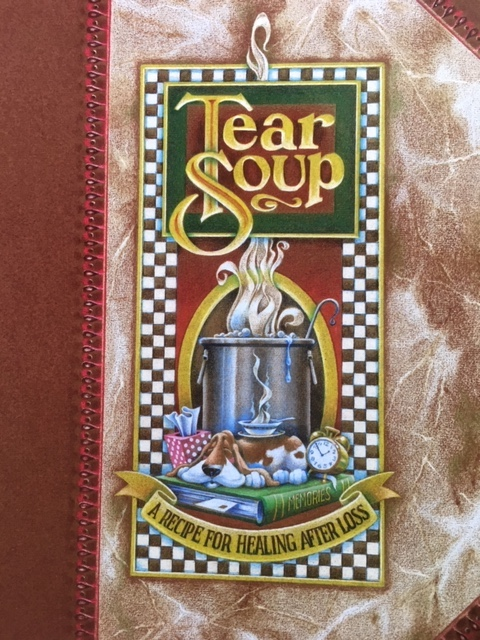 Tear
Soup
MEMORIES
A RECIPE FOR HEALING AFTER LOSS